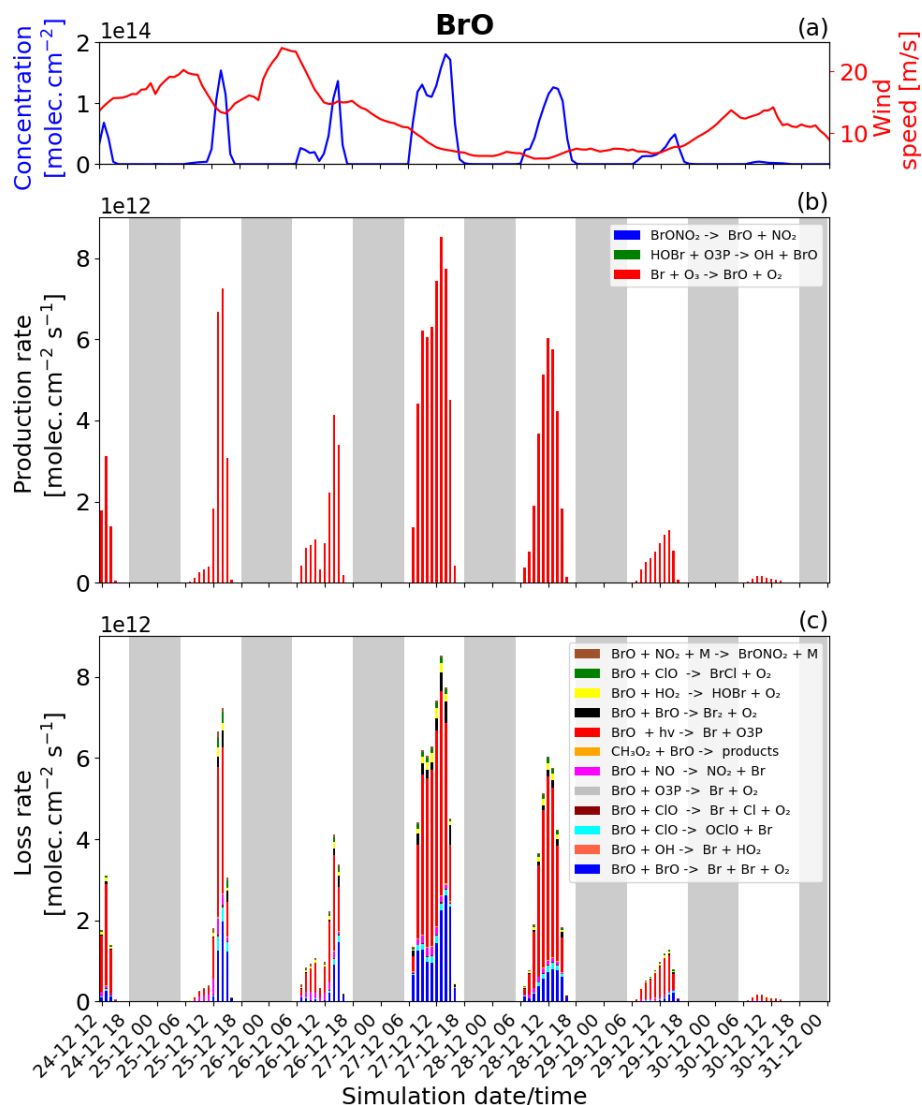 BrO
(a)
1e14
Concentration
[molec.cm⁻²]
2
1
0
20
10
Wind
speed [m/s]
(b)
1e12
Production rate
[molec. cm⁻² s⁻¹]
8
6
4
2
0
BrONO₂ -> BrO + NO₂
HOBr + O3P -> OH + BrO
Br + O₃ -> BrO + O₂
(c)
1e12
Loss rate
[molec. cm⁻² s⁻¹]
8
6
4
2
0
BrO + NO₂ + M -> BrONO₂ + M
BrO + ClO -> BrCl + O₂
BrO + HO₂ -> HOBr + O₂
BrO + BrO -> Br₂ + O₂
BrO + hv -> Br + O3P
CH₃O₂ + BrO -> products
BrO + NO -> NO₂ + Br
BrO + O3P -> Br + O₂
BrO + ClO -> Br + Cl + O₂
BrO + ClO -> OClO + Br
BrO + OH -> Br + HO₂
BrO + BrO -> Br + Br + O₂
24-12 12
24-12 18
25-12 00
25-12 06
25-12 12
25-12 18
26-12 00
26-12 06
26-12 12
26-12 18
27-12 00
27-12 06
27-12 12
27-12 18
28-12 00
28-12 06
28-12 12
28-12 18
29-12 00
29-12 06
29-12 12
29-12 18
30-12 00
30-12 06
30-12 12
30-12 18
31-12 00
Simulation date/time